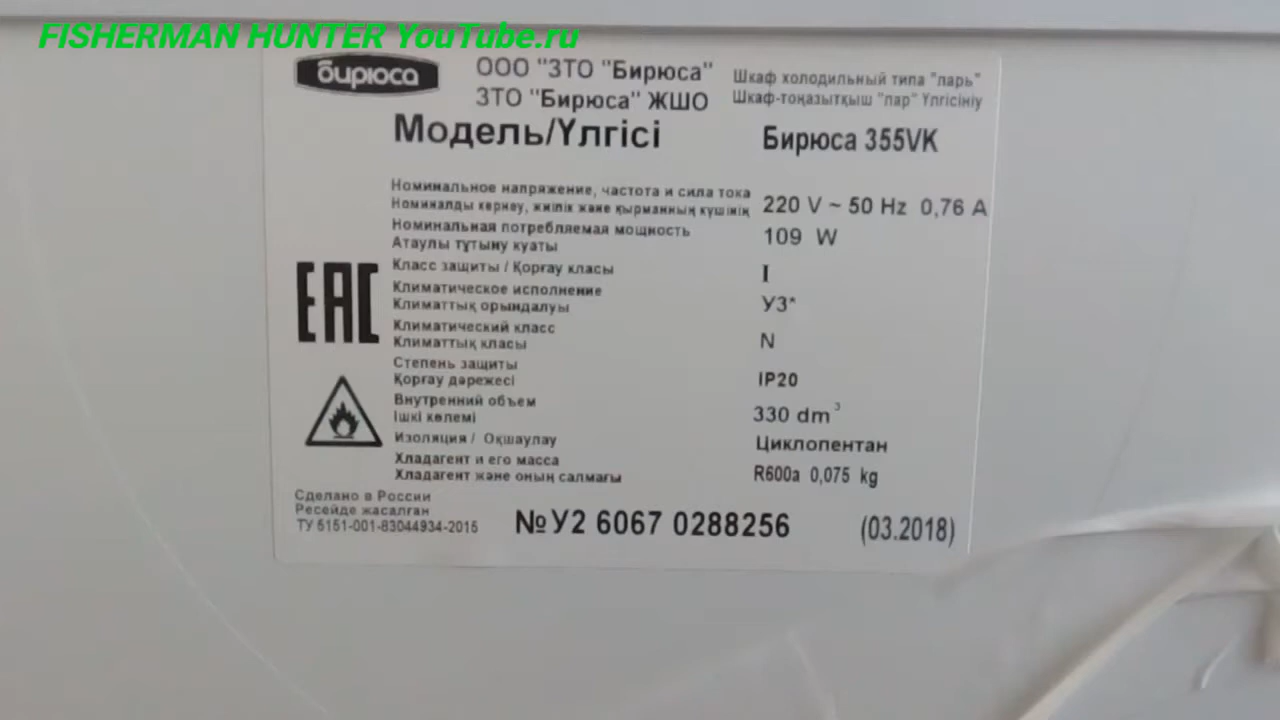 FISHERMAN HUNTER YouTube.ru
бирюса
ООО "ЗТО "Бирюса"
ЗТО "Бирюса" ЖШО
Шкаф холодильный типа "ларь"
Шкаф-тоңазытқыш "лар" Үлгісініү
Модель/Үлгісі Бирюса 355VK
Номинальное напряжение, частота и сила тока
Номиналды кернеу, жиілік және қырманның күшінің
220 V ~ 50 Hz 0,76 A
Номинальная потребляемая мощность
Атаулы тұтыну куаты
109 W
Класс защиты / Қорғау класы I
Климатическое исполнение
Климаттық орындалуы
У3*
Климатический класс
Климаттық класы
N
Степень защиты
Қорғау дәрежесі
IP20
Внутренний объем
Ішкі көлемі
330 dm³
Изоляция / Оқшаулау Циклопентан
Хладагент и его масса
Хладагент және оның салмағы
R600a 0,075 kg
EAC
Сделано в России
Ресейде жасалған
ТУ 5151-001-83044934-2015
№У2 6067 0288256 (03.2018)